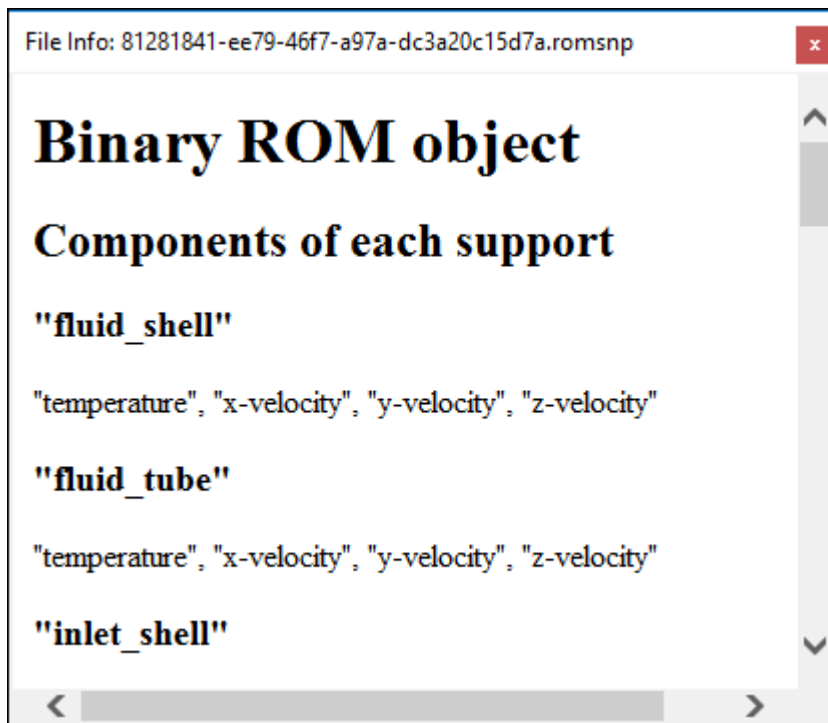 File Info: 81281841-ee79-46f7-a97a-dc3a20c15d7a.romsnp
x
Binary ROM object
Components of each support
"fluid_shell"
"temperature", "x-velocity", "y-velocity", "z-velocity"
"fluid_tube"
"temperature", "x-velocity", "y-velocity", "z-velocity"
"inlet_shell"